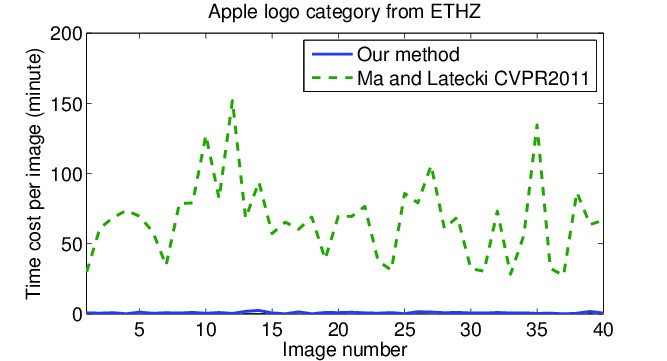 Apple logo category from ETHZ
200
150
100
50
0
Time cost per image (minute)
Our method
Ma and Latecki CVPR2011
5 10 15 20 25 30 35 40
Image number